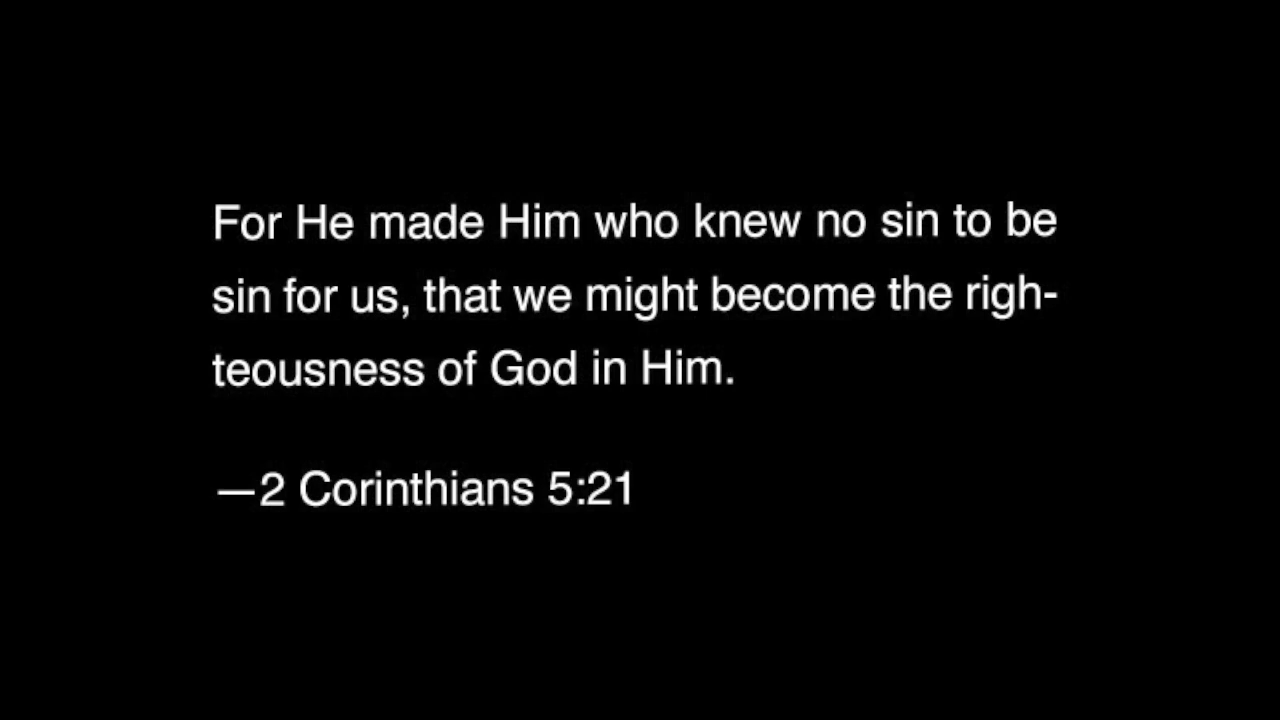 For He made Him who knew no sin to be
sin for us, that we might become the righ-
teousness of God in Him.
—2 Corinthians 5:21